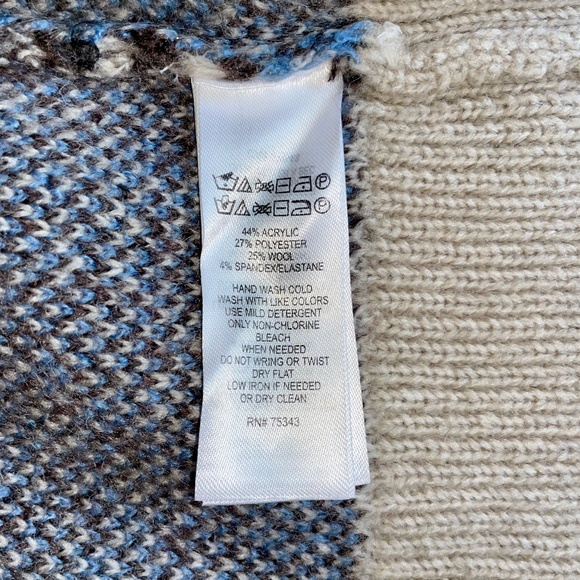 44% ACRYLIC
27% POLYESTER
25% WOOL
4% SPANDEX/ELASTANE
HAND WASH COLD
WASH WITH LIKE COLORS
USE MILD DETERGENT
ONLY NON-CHLORINE
BLEACH
WHEN NEEDED
DO NOT WRING OR TWIST
DRY FLAT
LOW IRON IF NEEDED
OR DRY CLEAN
RN# 75343